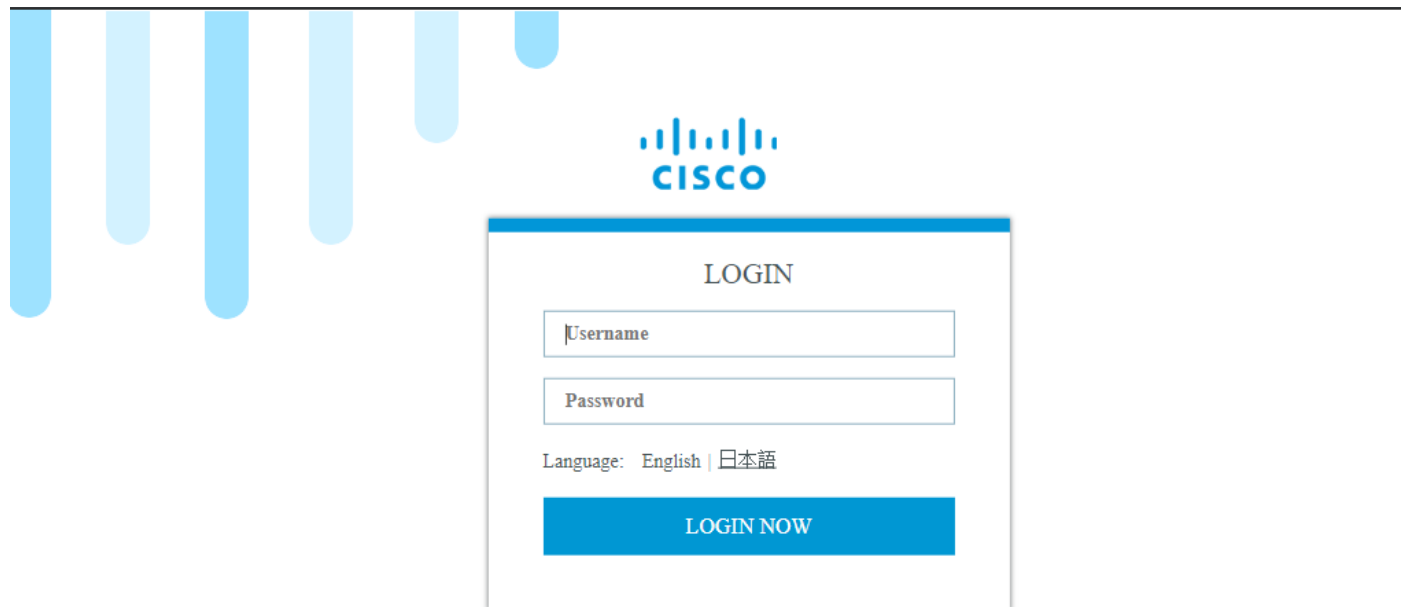 CISCO
LOGIN
Username
Password
Language: English | 日本語
LOGIN NOW